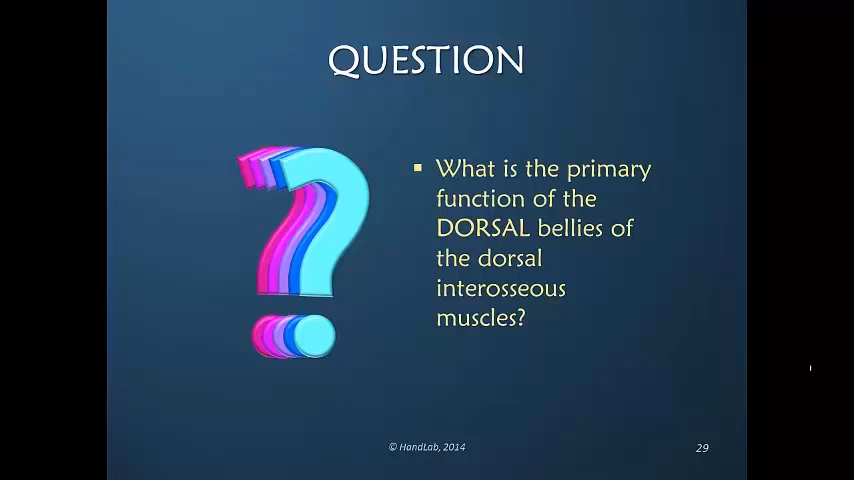 QUESTION
▪ What is the primary
function of the
DORSAL bellies of
the dorsal
interosseous
muscles?
© HandLab, 2014
29